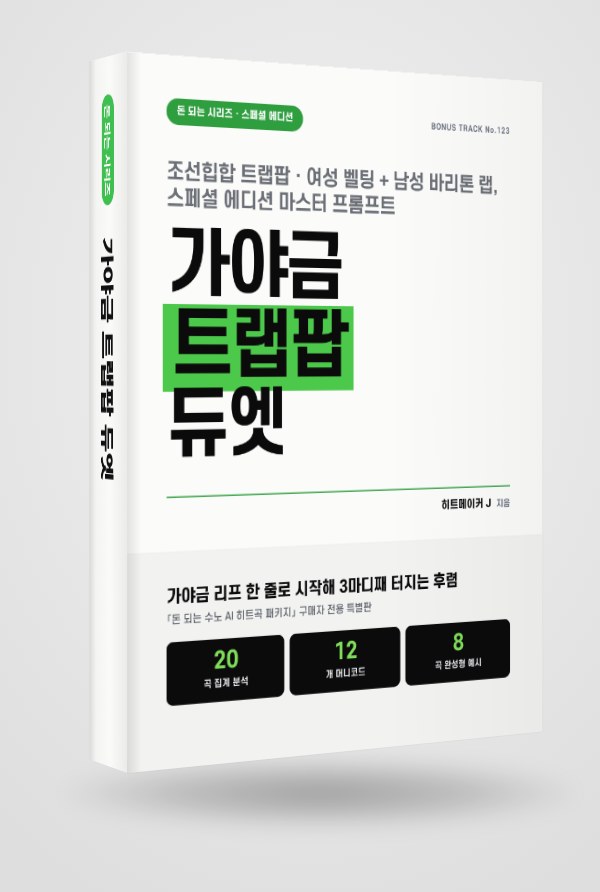 돈 되는 시리즈
가야금 트랩팝 듀엣
돈 되는 시리즈 · 스페셜 에디션
BONUS TRACK No.123
조선힙합 트랩팝 · 여성 벨팅 + 남성 바리톤 랩,
스페셜 에디션 마스터 프롬프트
가야금
트랩팝
듀엣
히트메이커 J 지음
가야금 리프 한 줄로 시작해 3마디째 터지는 후렴
『돈 되는 수노 AI 히트곡 패키지』 구매자 전용 특별판
20
곡 집계 분석
12
개 머니코드
8
곡 완성형 예시